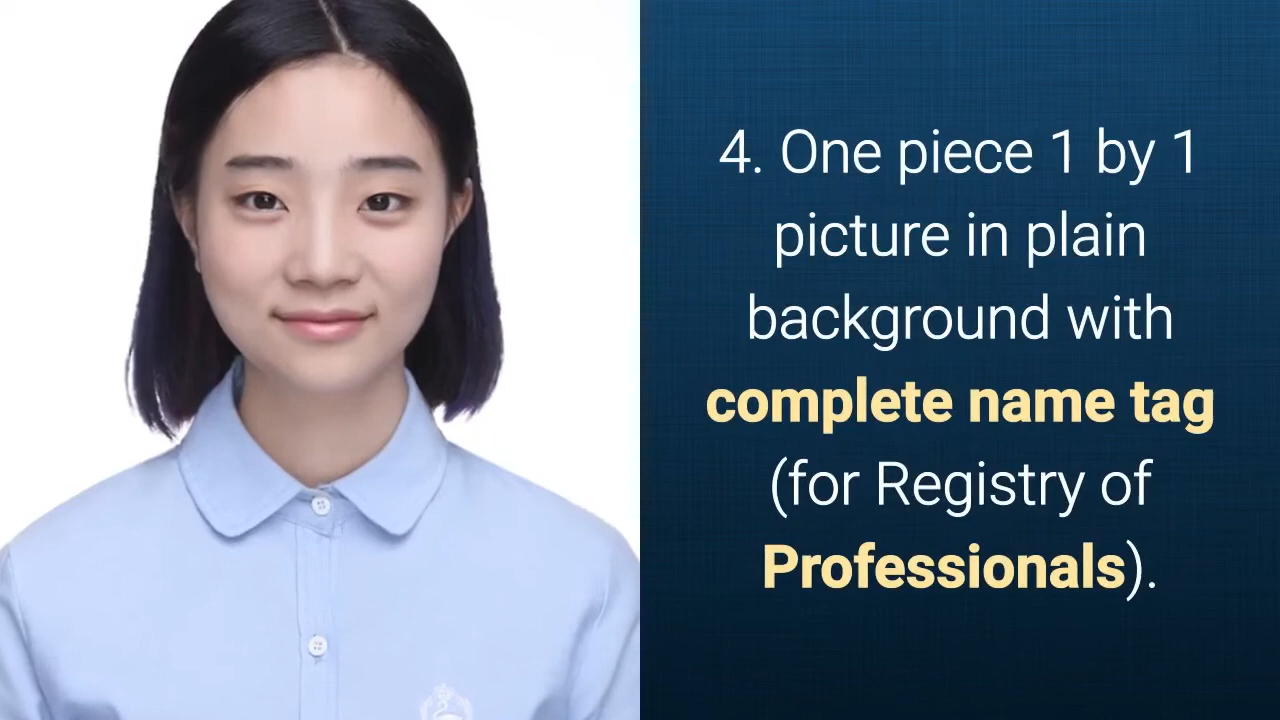 4. One piece 1 by 1
picture in plain
background with
complete name tag
(for Registry of
Professionals).